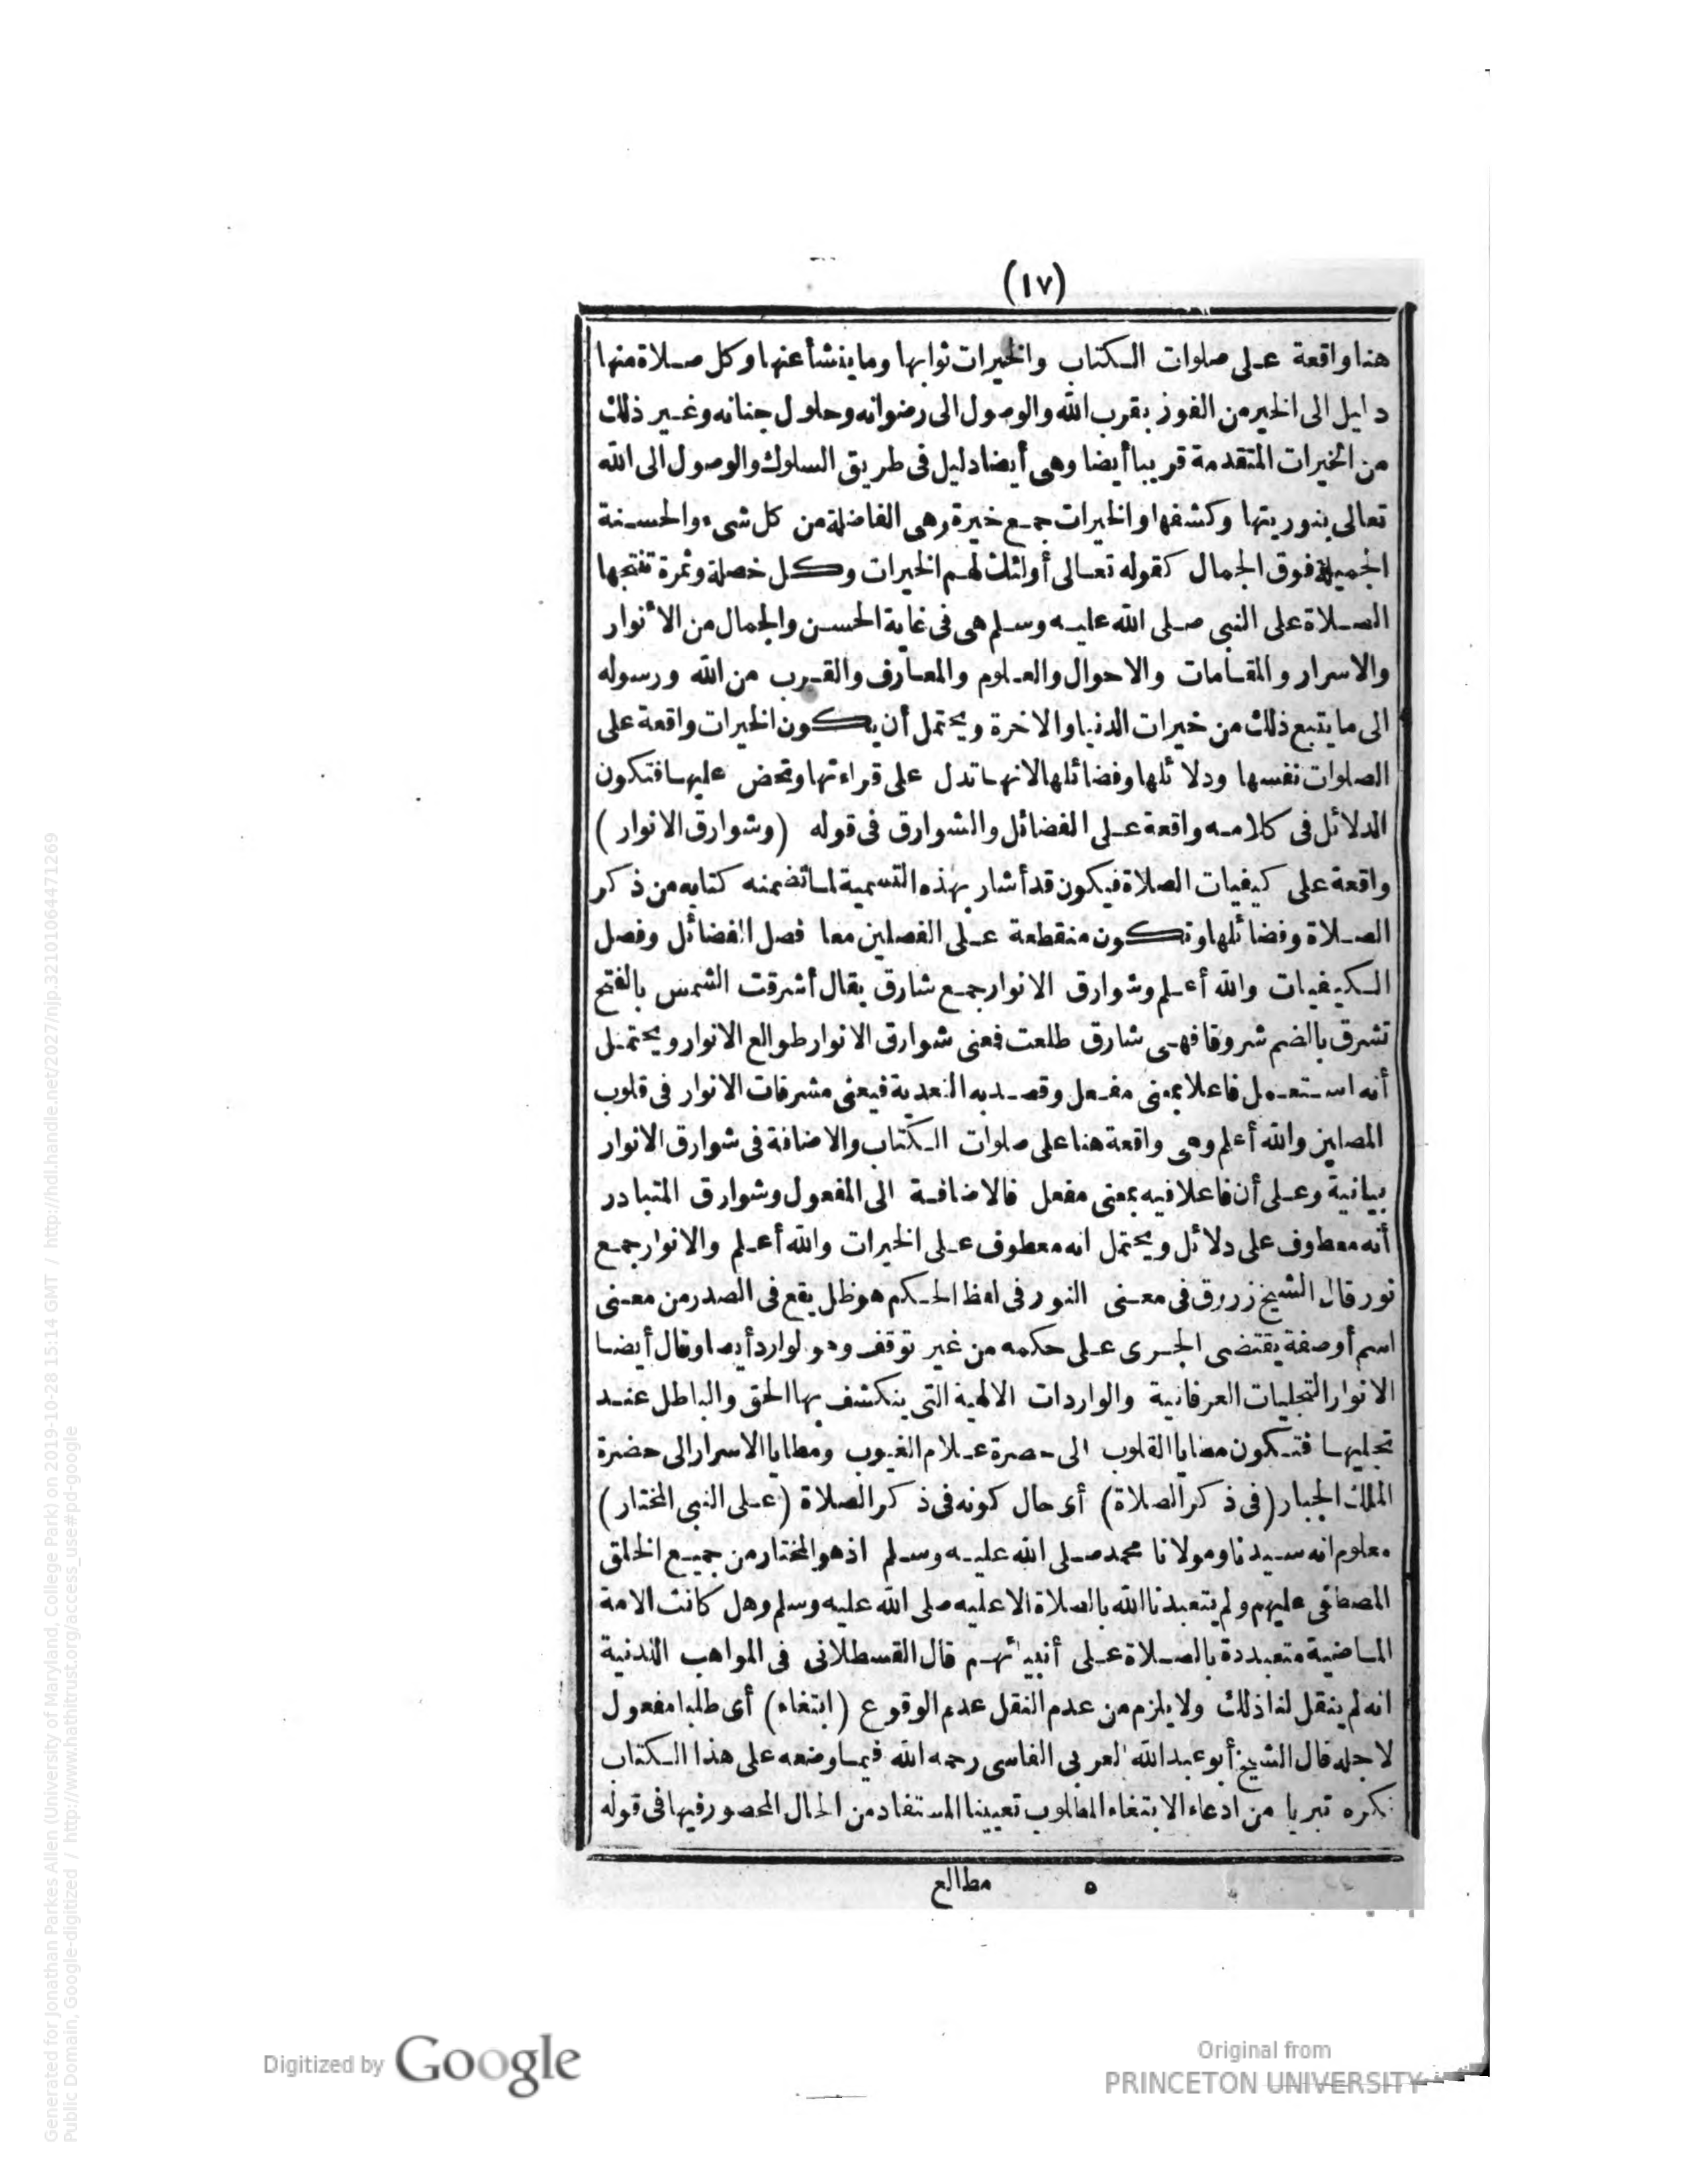 (١٧)
هنا واقعة على صلوات الكتاب والخيرات ثوابها وما ينشأ عنها وكل صلاة منها
دليل الى الخير من الفوز بقرب الله والوصول الى رضوانه وحلول جنانه وغير ذلك
من الخيرات المتقدمة قريبا أيضا وهى أيضا دليل فى طريق السلوك والوصول الى الله
تعالى بنوريتها وكشفها والخيرات جمع خيرة وهى الفاضلة من كل شىء والحسنة
الجميلة فوق الجمال كقوله تعالى أولئك لهم الخيرات وكل خصلة وثمرة تنتجها
الصلاة على النبى صلى الله عليه وسلم هى فى غاية الحسن والجمال من الأنوار
والاسرار والمقامات والاحوال والعلوم والمعارف والقرب من الله ورسوله
الى ما يتبع ذلك من خيرات الدنيا والاخرة ويحتمل أن يكون الخيرات واقعة على
الصلوات نفسها ودلائلها وفضائلها لانها تدل على قراءتها وتحض عليها فتكون
الدلائل فى كلامه واقعة على الفضائل والشوارق فى قوله (وشوارق الانوار)
واقعة على كيفيات الصلاة فيكون قد أشار بهذه التسمية لما تضمنه كتابه من ذكر
الصلاة وفضائلها وتكون منقطعة على الفصلين معا فصل الفضائل وفصل
الكيفيات والله أعلم وشوارق الانوار جمع شارق يقال أشرقت الشمس بالفتح
تشرق بالضم شروقا فهى شارق طلعت فعنى شوارق الانوار طوالع الانوار ويحتمل
أنه استعمل فاعلا بمعنى مفعل وقصد به التعدية فيعنى مشرقات الانوار فى قلوب
المصلين والله أعلم وهى واقعة هنا على صلوات الكتاب والاضافة فى شوارق الانوار
بيانية وعلى أن فاعلا فيه بمعنى مفعل فالاضافة الى المفعول وشوارق المتبادر
أنه معطوف على دلائل ويحتمل انه معطوف على الخيرات والله أعلم والانوار جمع
نور قال الشيخ زروق فى معنى النور فى لفظ الحكم هو ظل يقع فى الصدر من معنى
اسم أو صفة يقتضى الجرى على حكمه من غير توقف وهو لوارد أيضا وقال أيضا
الانوار التجليات العرفانية والواردات الالهية التى ينكشف بها الحق والباطل عند
تجليها فتكون مطايا القلوب الى حضرة علام الغيوب ومطايا الاسرار الى حضرة
الملك الجبار (فى ذكر الصلاة) أى حال كونه فى ذكر الصلاة (على النبى المختار)
معلوم انه سيدنا ومولانا محمد صلى الله عليه وسلم اذ هو المختار من جميع الخلق
المصطفى عليهم ولم يتعبدنا الله بالصلاة الا عليه صلى الله عليه وسلم وهل كانت الامة
الماضية متعبدة بالصلاة على أنبيائهم قال القسطلانى فى المواهب اللدنية
انه لم ينقل لنا ذلك ولا يلزم من عدم النقل عدم الوقوع (ابتغاء) أى طلبا مفعول
لاجله قال الشيخ أبو عبد الله العربى الفاسى رحمه الله فيما وضعه على هذا الكتاب
نكره تبريا من ادعاء الابتغاء المطلوب تعيينا المستفاد من الحال المحصور فيها فى قوله
٥ مطالع
Digitized by Google
Original from
PRINCETON UNIVERSITY
Generated for Jonathan Parkes Allen (University of Maryland, College Park) on 2019-10-28 15:14 GMT / http://hdl.handle.net/2027/njp.32101064471269
Public Domain, Google-digitized / http://www.hathitrust.org/access_use#pd-google